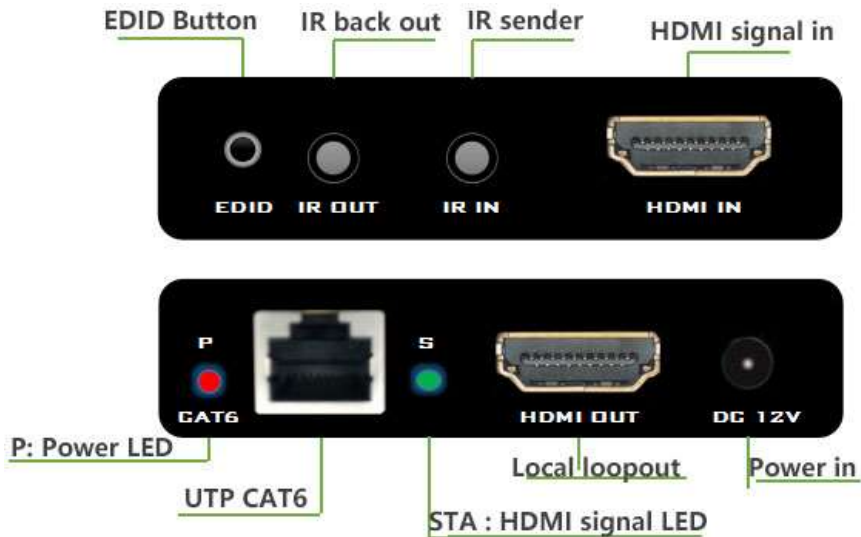 EDID Button
IR back out
IR sender
HDMI signal in
EDID
IR OUT
IR IN
HDMI IN
P
S
CAT6
HDMI OUT
DC 12V
P: Power LED
UTP CAT6
Local loopout
Power in
STA : HDMI signal LED